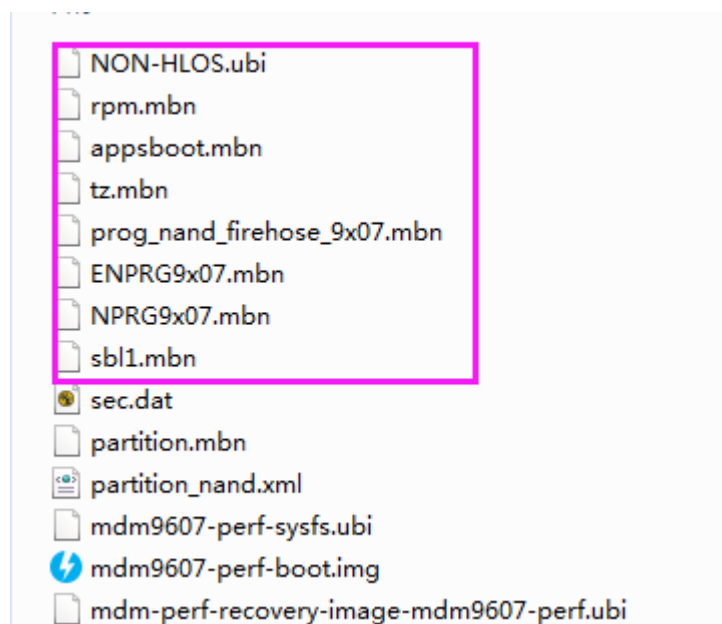 NON-HLOS.ubi
rpm.mbn
appsboot.mbn
tz.mbn
prog_nand_firehose_9x07.mbn
ENPRG9x07.mbn
NPRG9x07.mbn
sbl1.mbn
sec.dat
partition.mbn
partition_nand.xml
mdm9607-perf-sysfs.ubi
mdm9607-perf-boot.img
mdm-perf-recovery-image-mdm9607-perf.ubi